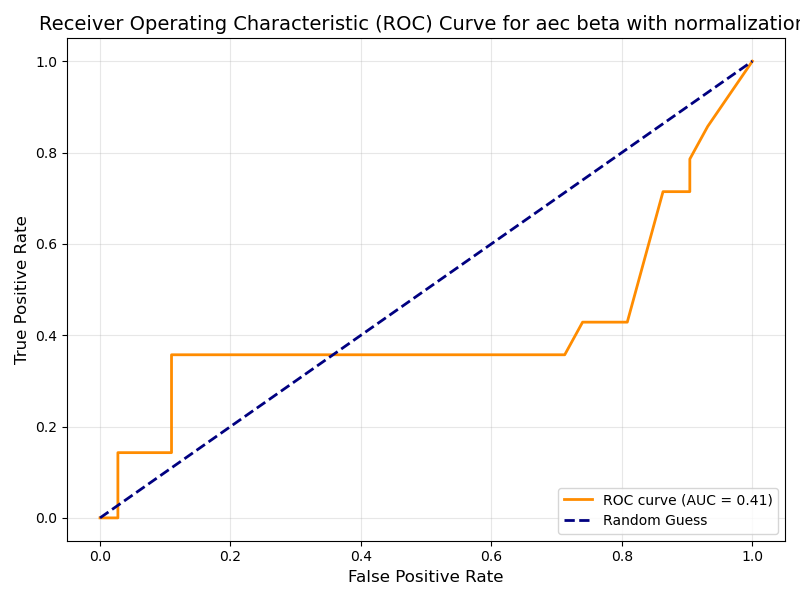 Receiver Operating Characteristic (ROC) Curve for aec beta with normalization
1.0
0.8
0.6
0.4
0.2
0.0
True Positive Rate
0.0 0.2 0.4 0.6 0.8 1.0
False Positive Rate
ROC curve (AUC = 0.41)
Random Guess